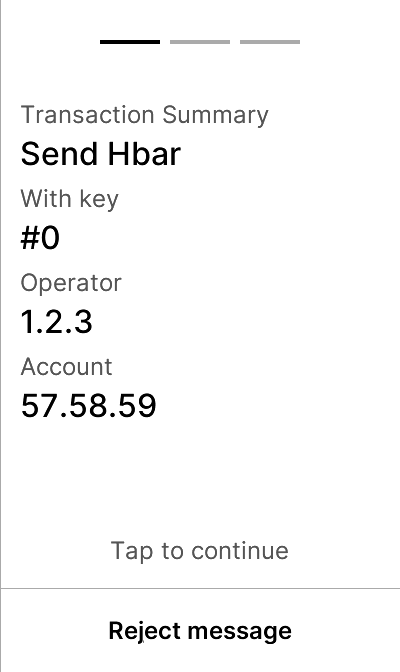 Transaction Summary
Send Hbar
With key
#0
Operator
1.2.3
Account
57.58.59
Tap to continue
Reject message